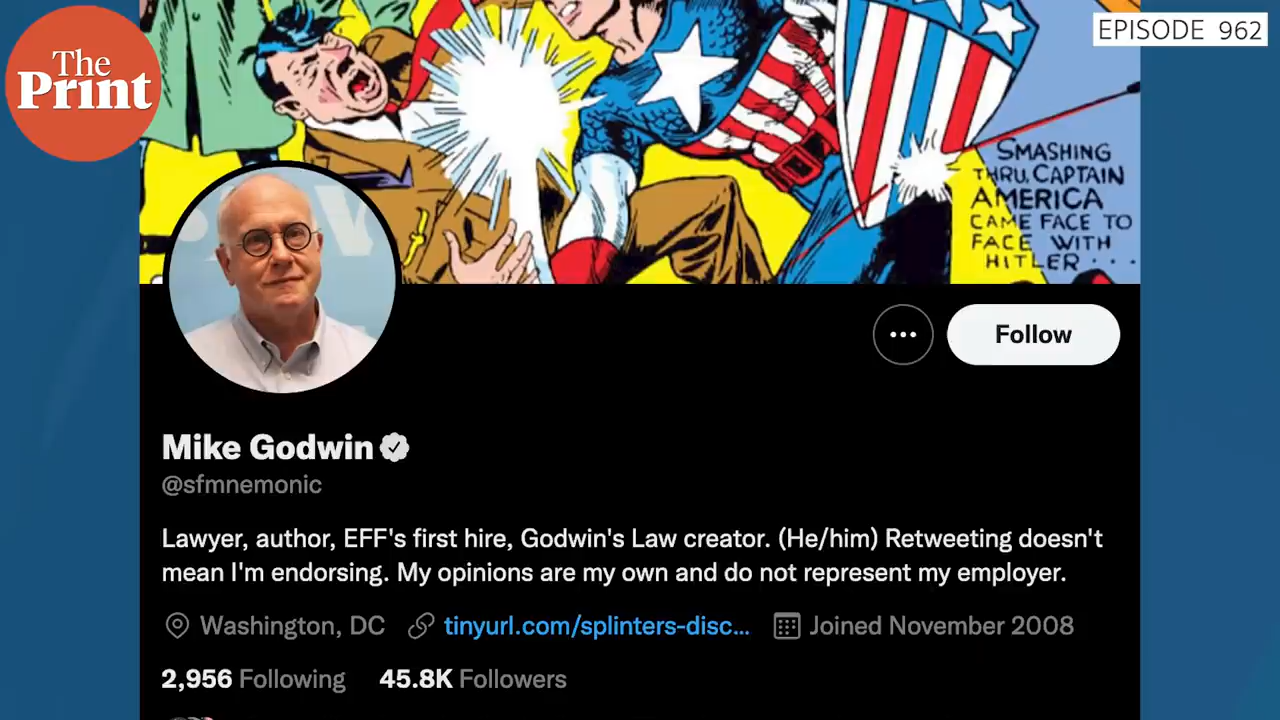 The
Print
EPISODE 962
SMASHING
THRU, CAPTAIN
AMERICA
CAME FACE TO
FACE WITH
HITLER...
Follow
Mike Godwin
@sfmnemonic
Lawyer, author, EFF's first hire, Godwin's Law creator. (He/him) Retweeting doesn't
mean I'm endorsing. My opinions are my own and do not represent my employer.
Washington, DC tinyurl.com/splinters-disc... Joined November 2008
2,956 Following 45.8K Followers